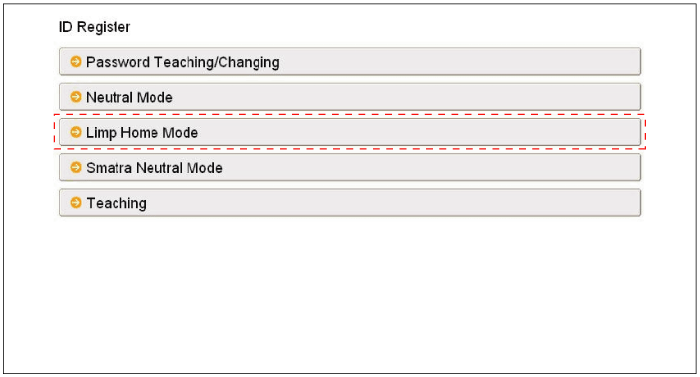 ID Register
Password Teaching/Changing
Neutral Mode
Limp Home Mode
Smatra Neutral Mode
Teaching